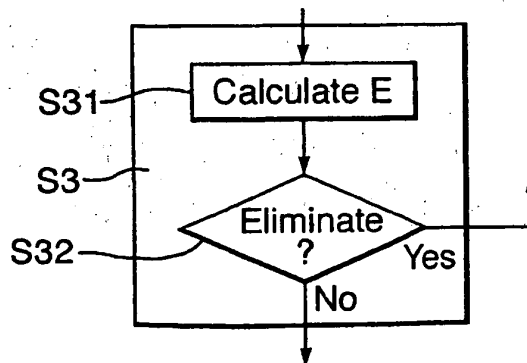 S31
Calculate E
S3
Eliminate
?
S32
Yes
No